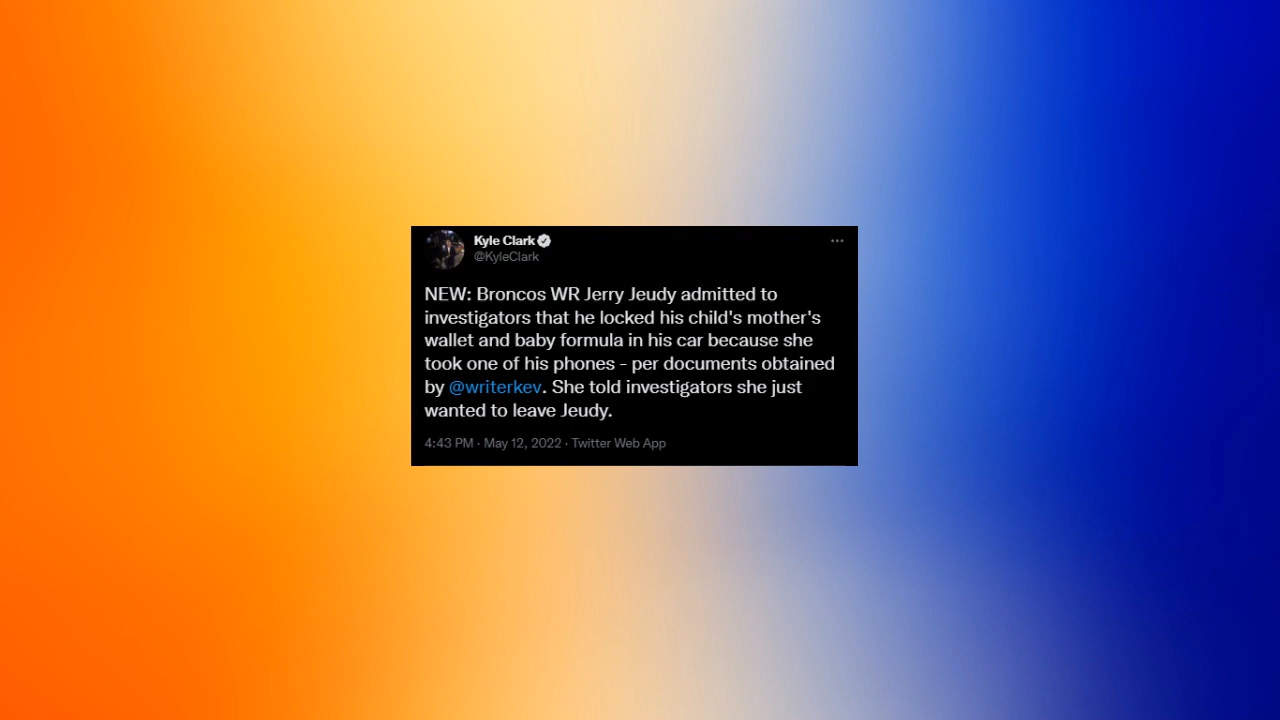 Kyle Clark
@KyleClark
NEW: Broncos WR Jerry Jeudy admitted to
investigators that he locked his child's mother's
wallet and baby formula in his car because she
took one of his phones - per documents obtained
by @writerkev. She told investigators she just
wanted to leave Jeudy.
4:43 PM · May 12, 2022 · Twitter Web App